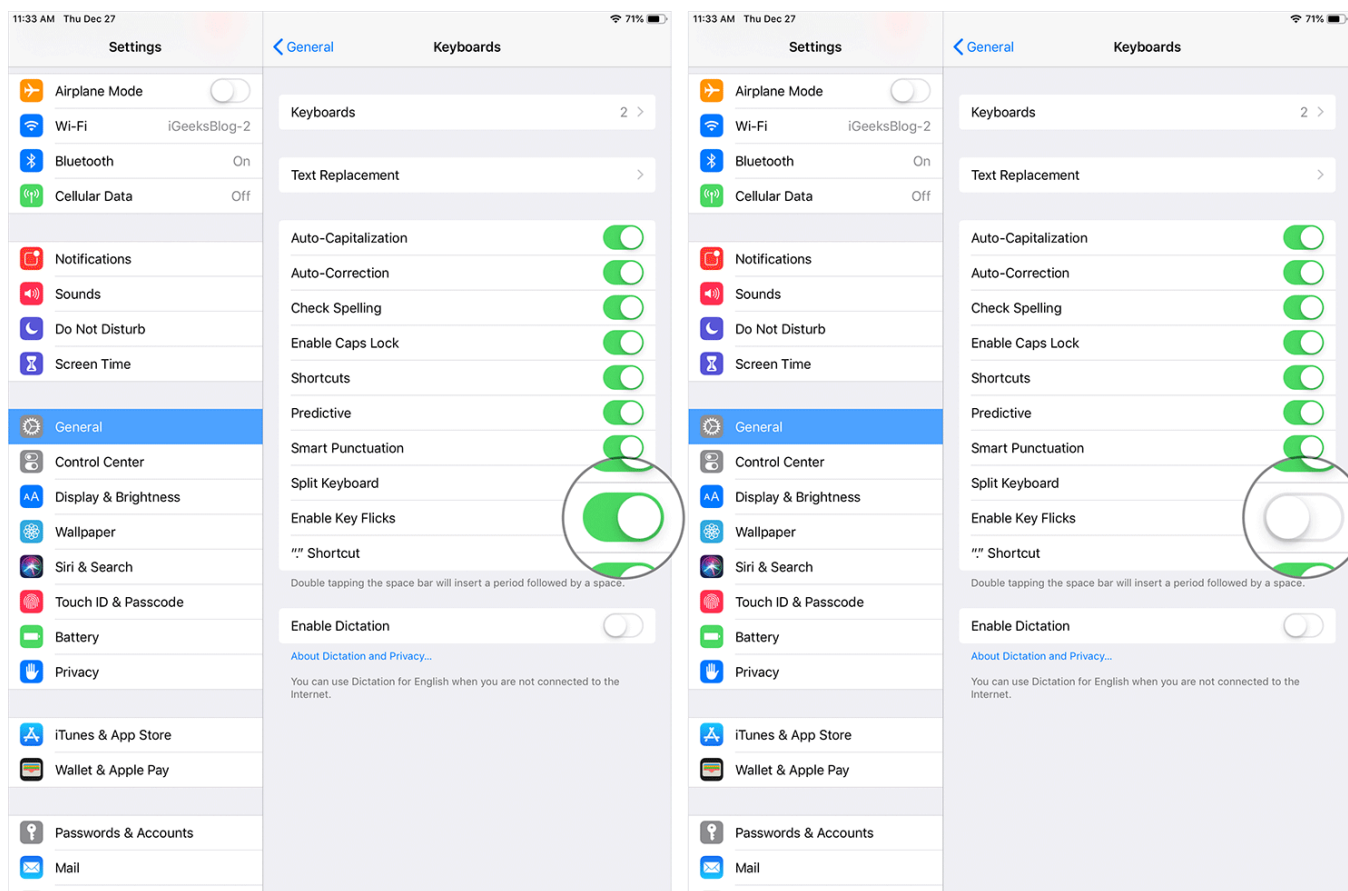 11:33 AM Thu Dec 27
71%
Settings
Airplane Mode
Wi-Fi iGeeksBlog-2
Bluetooth On
Cellular Data Off
Notifications
Sounds
Do Not Disturb
Screen Time
General
Control Center
AA Display & Brightness
Wallpaper
Siri & Search
Touch ID & Passcode
Battery
Privacy
iTunes & App Store
Wallet & Apple Pay
Passwords & Accounts
Mail
General
Keyboards
Keyboards 2
Text Replacement
Auto-Capitalization
Auto-Correction
Check Spelling
Enable Caps Lock
Shortcuts
Predictive
Smart Punctuation
Split Keyboard
Enable Key Flicks
“.” Shortcut
Double tapping the space bar will insert a period followed by a space.
Enable Dictation
About Dictation and Privacy...
You can use Dictation for English when you are not connected to the
Internet.
11:33 AM Thu Dec 27
71%
Settings
Airplane Mode
Wi-Fi iGeeksBlog-2
Bluetooth On
Cellular Data Off
Notifications
Sounds
Do Not Disturb
Screen Time
General
Control Center
AA Display & Brightness
Wallpaper
Siri & Search
Touch ID & Passcode
Battery
Privacy
iTunes & App Store
Wallet & Apple Pay
Passwords & Accounts
Mail
General
Keyboards
Keyboards 2
Text Replacement
Auto-Capitalization
Auto-Correction
Check Spelling
Enable Caps Lock
Shortcuts
Predictive
Smart Punctuation
Split Keyboard
Enable Key Flicks
“.” Shortcut
Double tapping the space bar will insert a period followed by a space.
Enable Dictation
About Dictation and Privacy...
You can use Dictation for English when you are not connected to the
Internet.